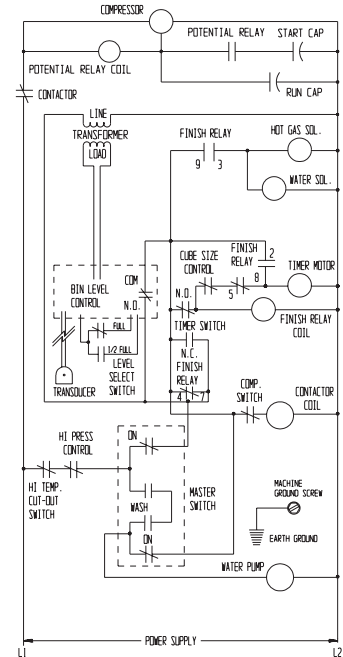 COMPRESSOR
POTENTIAL RELAY
START CAP
POTENTIAL RELAY COIL
RUN CAP
CONTACTOR
LINE
TRANSFORMER
LOAD
FINISH RELAY
9 3
HOT GAS SOL.
WATER SOL.
CUBE SIZE
CONTROL
FINISH
RELAY
2
8
5
TIMER MOTOR
BIN LEVEL
CONTROL
COM
N.O.
N.O.
TIMER SWITCH
FINISH RELAY
COIL
FULL
1/2 FULL
LEVEL
SELECT
SWITCH
TRANSDUCER
N.C.
FINISH
RELAY
4 7
COMP.
SWITCH
CONTACTOR
COIL
HI PRESS
CONTROL
ON
HI TEMP.
CUT-OUT
SWITCH
WASH
MASTER
SWITCH
ON
MACHINE
GROUND SCREW
EARTH GROUND
WATER PUMP
POWER SUPPLY
L1 L2